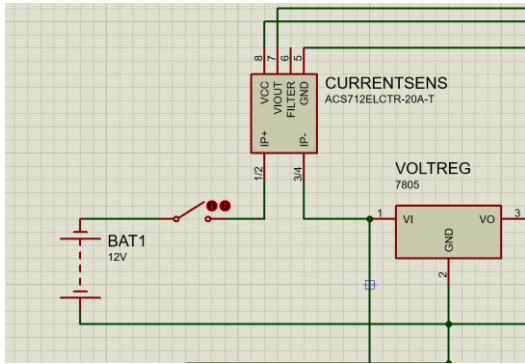 8
7
6
5
VCC
VIOUT
FILTER
GND
IP+
IP-
1/2
3/4
CURRENTSENS
ACS712ELCTR-20A-T
VOLTREG
7805
1
VI
VO
3
GND
2
BAT1
12V